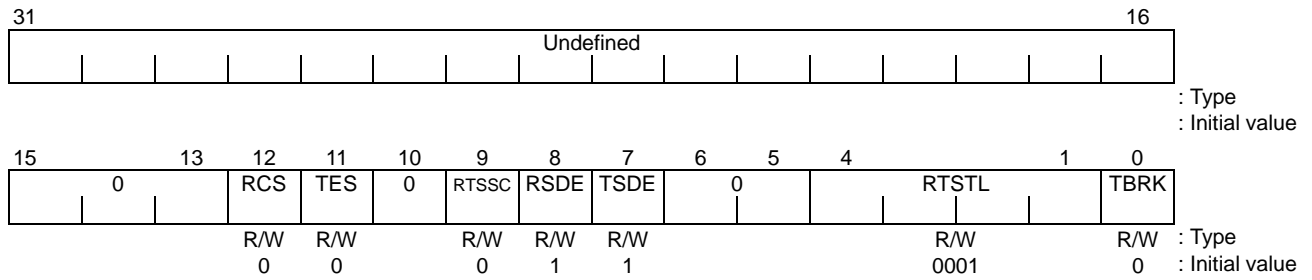 31 16
Undefined
: Type
: Initial value
15 13 12 11 10 9 8 7 6 5 4 1 0
0 RCS TES 0 RTSSC RSDE TSDE 0 RTSTL TBRK
R/W R/W R/W R/W R/W R/W R/W : Type
0 0 0 1 1 0001 0 : Initial value